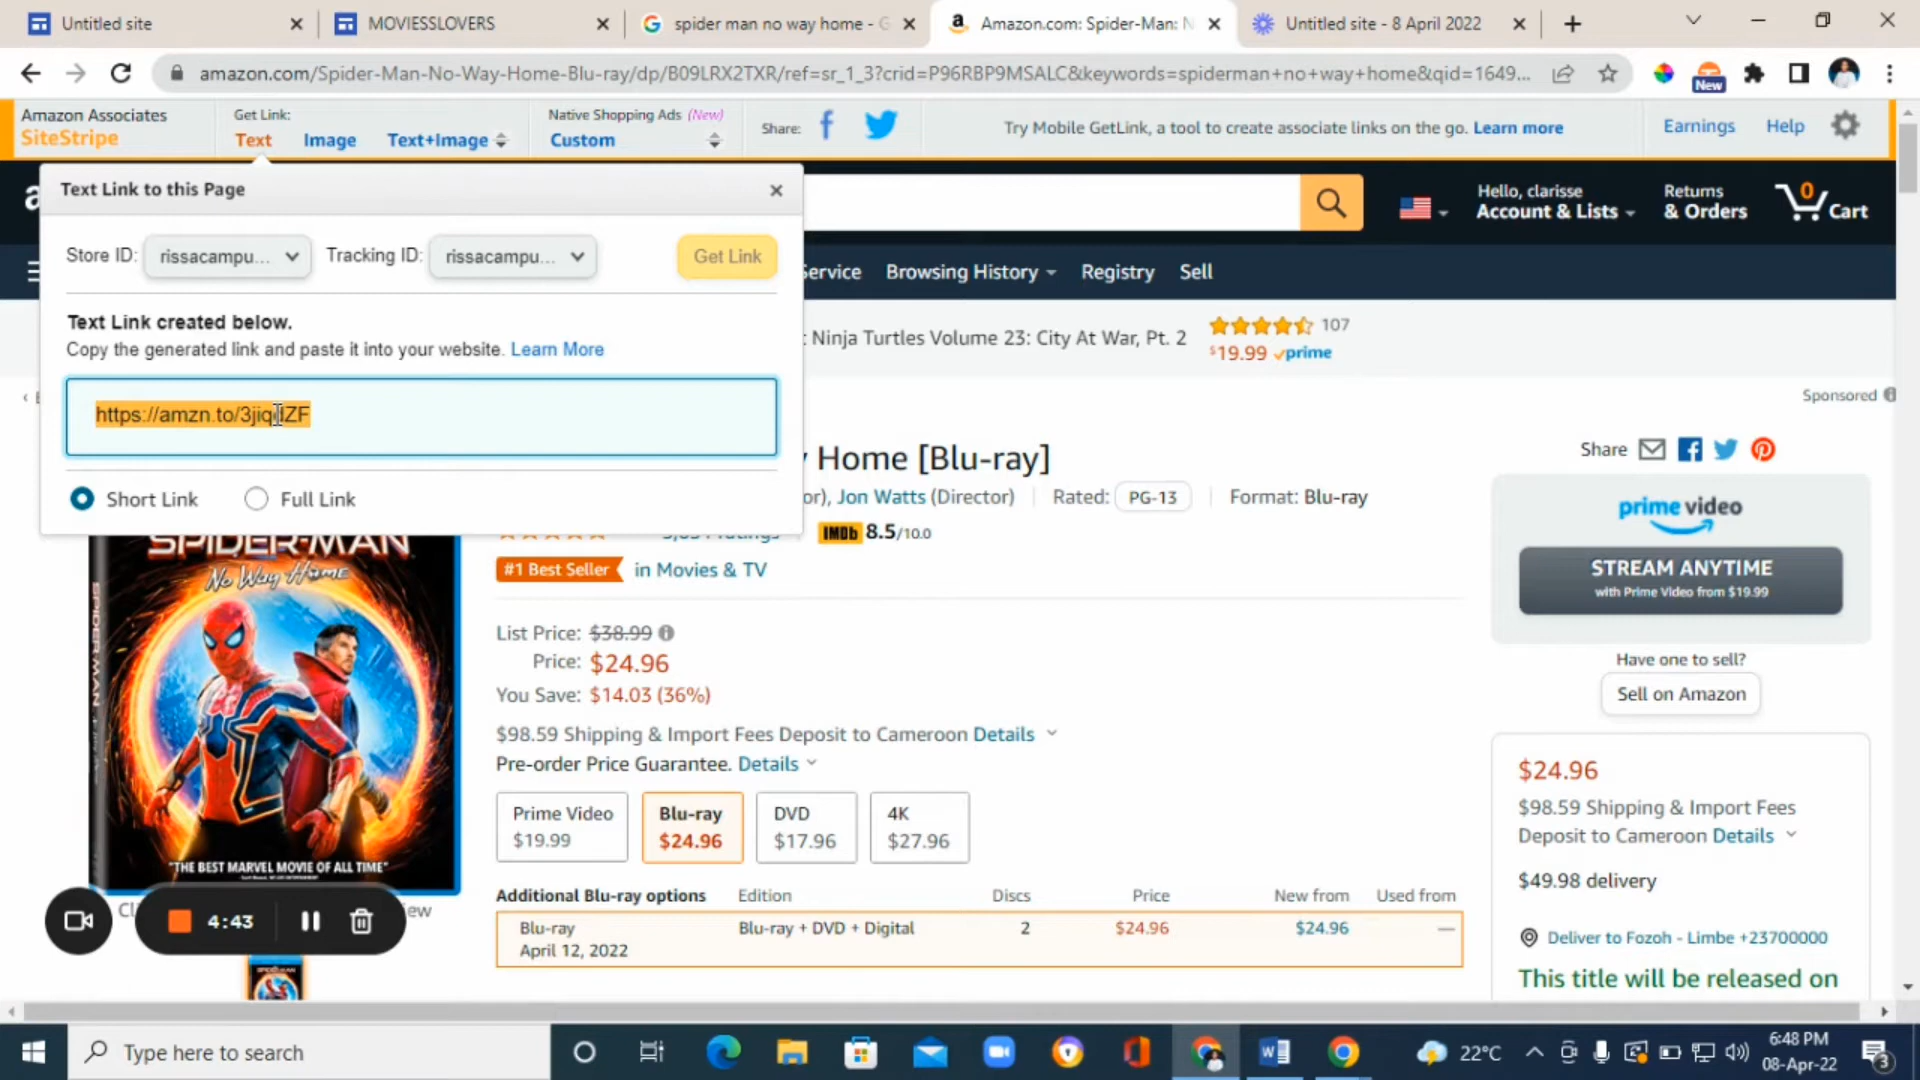 Untitled site
MOVIESSLOVERS
spider man no way home - G
Amazon.com: Spider-Man: N
Untitled site - 8 April 2022
amazon.com/Spider-Man-No-Way-Home-Blu-ray/dp/B09LRX2TXR/ref=sr_1_3?crid=P96RBP9MSALC&keywords=spiderman+no+way+home&qid=1649...
New
Amazon Associates
SiteStripe
Get Link:
Text
Image
Text+Image
Native Shopping Ads (New)
Custom
Share:
Try Mobile GetLink, a tool to create associate links on the go. Learn more
Earnings
Help
Text Link to this Page
Store ID:
rissacampu...
Tracking ID:
rissacampu...
Get Link
Text Link created below.
Copy the generated link and paste it into your website. Learn More
https://amzn.to/3jiqdZF
Short Link
Full Link
Hello, clarisse
Account & Lists
Returns
& Orders
0
Cart
Service
Browsing History
Registry
Sell
: Ninja Turtles Volume 23: City At War, Pt. 2
107
$19.99 prime
Sponsored
Home [Blu-ray]
or), Jon Watts (Director)
Rated: PG-13
Format: Blu-ray
IMDb 8.5/10.0
#1 Best Seller in Movies & TV
List Price: $38.99
Price: $24.96
You Save: $14.03 (36%)
$98.59 Shipping & Import Fees Deposit to Cameroon Details
Pre-order Price Guarantee. Details
Prime Video
$19.99
Blu-ray
$24.96
DVD
$17.96
4K
$27.96
Additional Blu-ray options
Edition
Discs
Price
New from
Used from
Blu-ray
April 12, 2022
Blu-ray + DVD + Digital
2
$24.96
$24.96
—
Share
prime video
STREAM ANYTIME
with Prime Video from $19.99
Have one to sell?
Sell on Amazon
$24.96
$98.59 Shipping & Import Fees
Deposit to Cameroon Details
$49.98 delivery
Deliver to Fozoh - Limbe +23700000
This title will be released on
SPIDER-MAN
No Way Home
"THE BEST MARVEL MOVIE OF ALL TIME"
4:43
Type here to search
22°C
6:48 PM
08-Apr-22
3